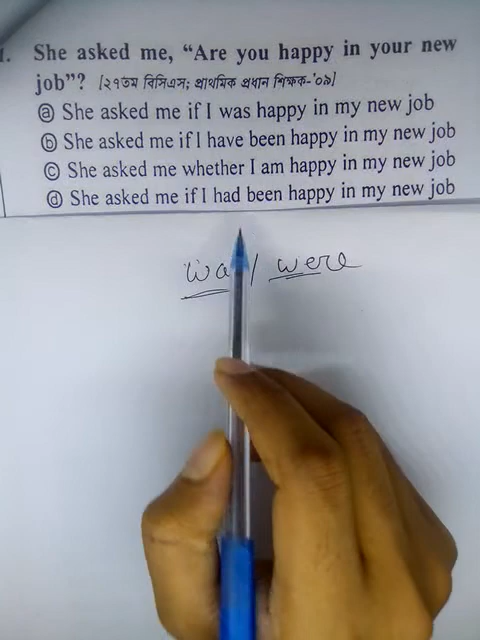 1. She asked me, “Are you happy in your new
job”? [২৭তম বিসিএস; প্রাথমিক প্রধান শিক্ষক-'০৯]
ⓐ She asked me if I was happy in my new job
ⓑ She asked me if I have been happy in my new job
ⓒ She asked me whether I am happy in my new job
ⓓ She asked me if I had been happy in my new job
/ were